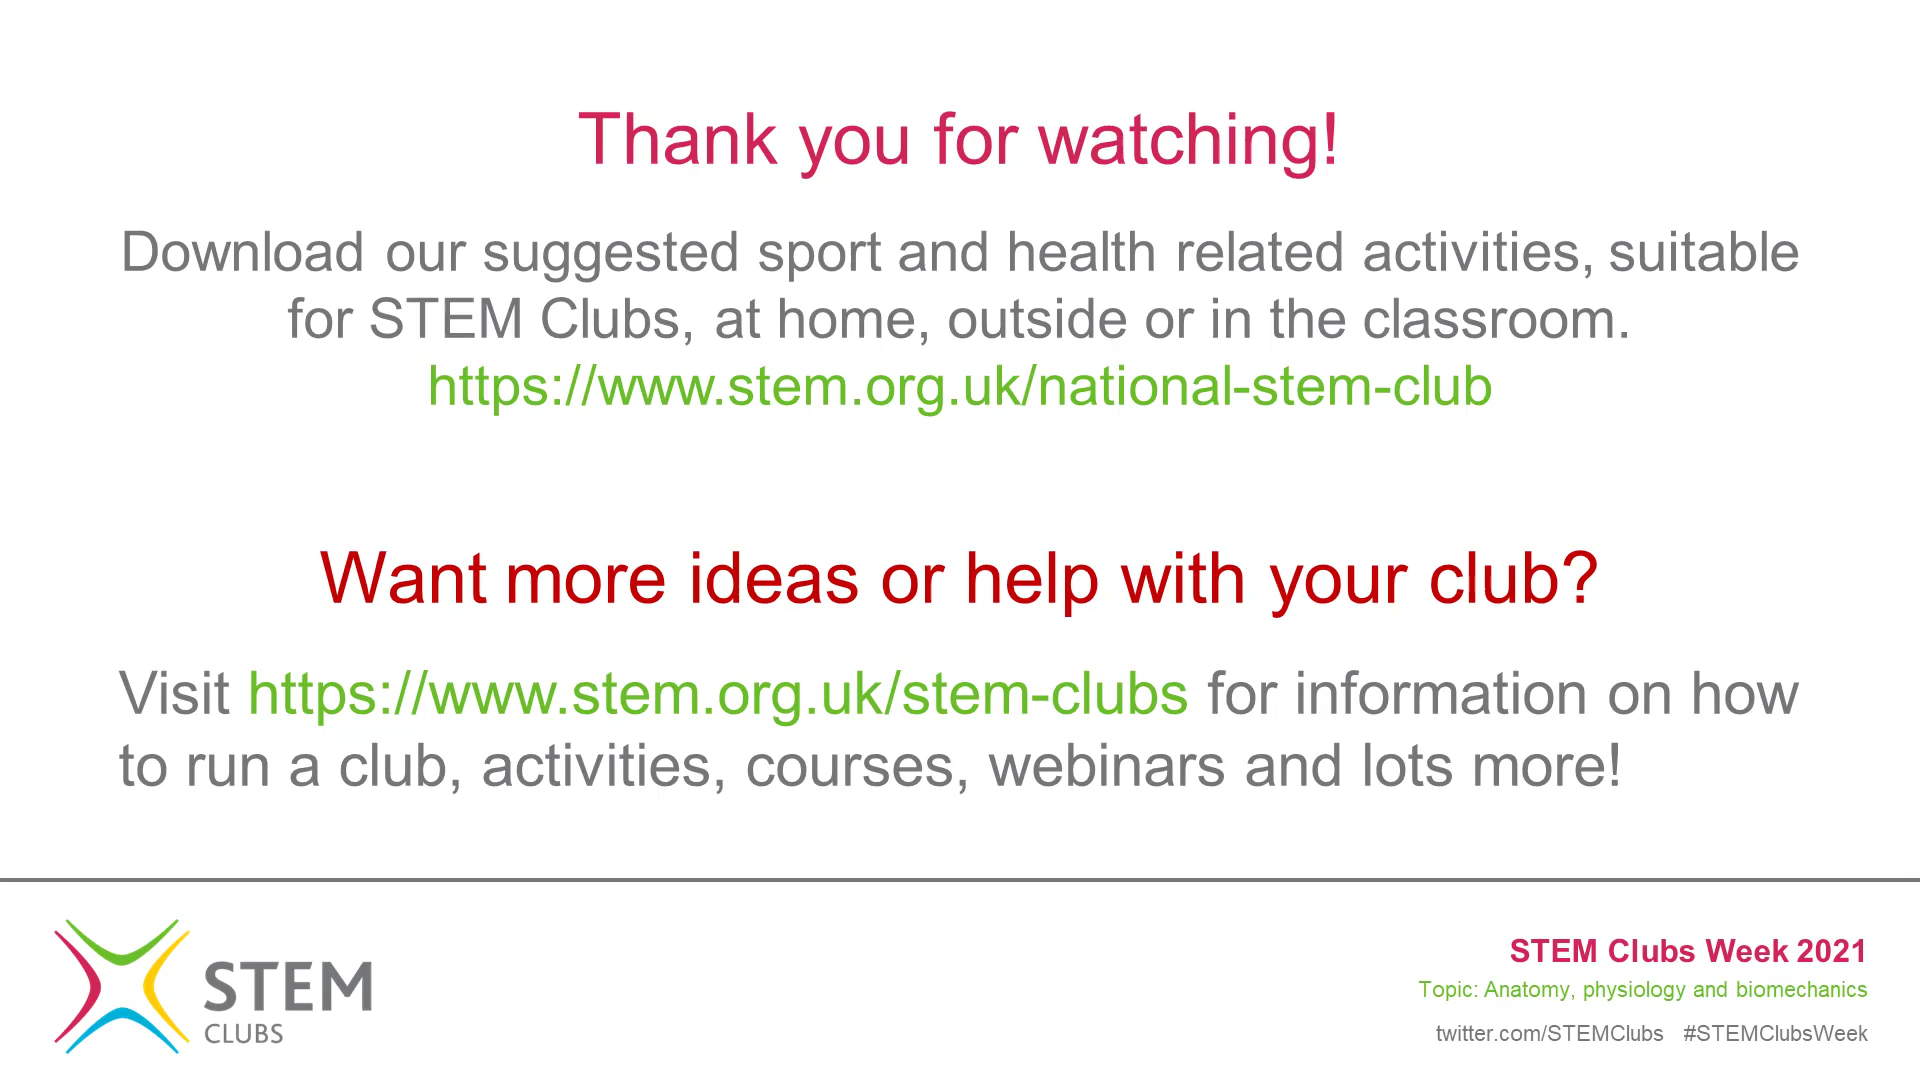 Thank you for watching!
Download our suggested sport and health related activities, suitable
for STEM Clubs, at home, outside or in the classroom.
https://www.stem.org.uk/national-stem-club
Want more ideas or help with your club?
Visit https://www.stem.org.uk/stem-clubs for information on how
to run a club, activities, courses, webinars and lots more!
STEM
CLUBS
STEM Clubs Week 2021
Topic: Anatomy, physiology and biomechanics
twitter.com/STEMClubs #STEMClubsWeek